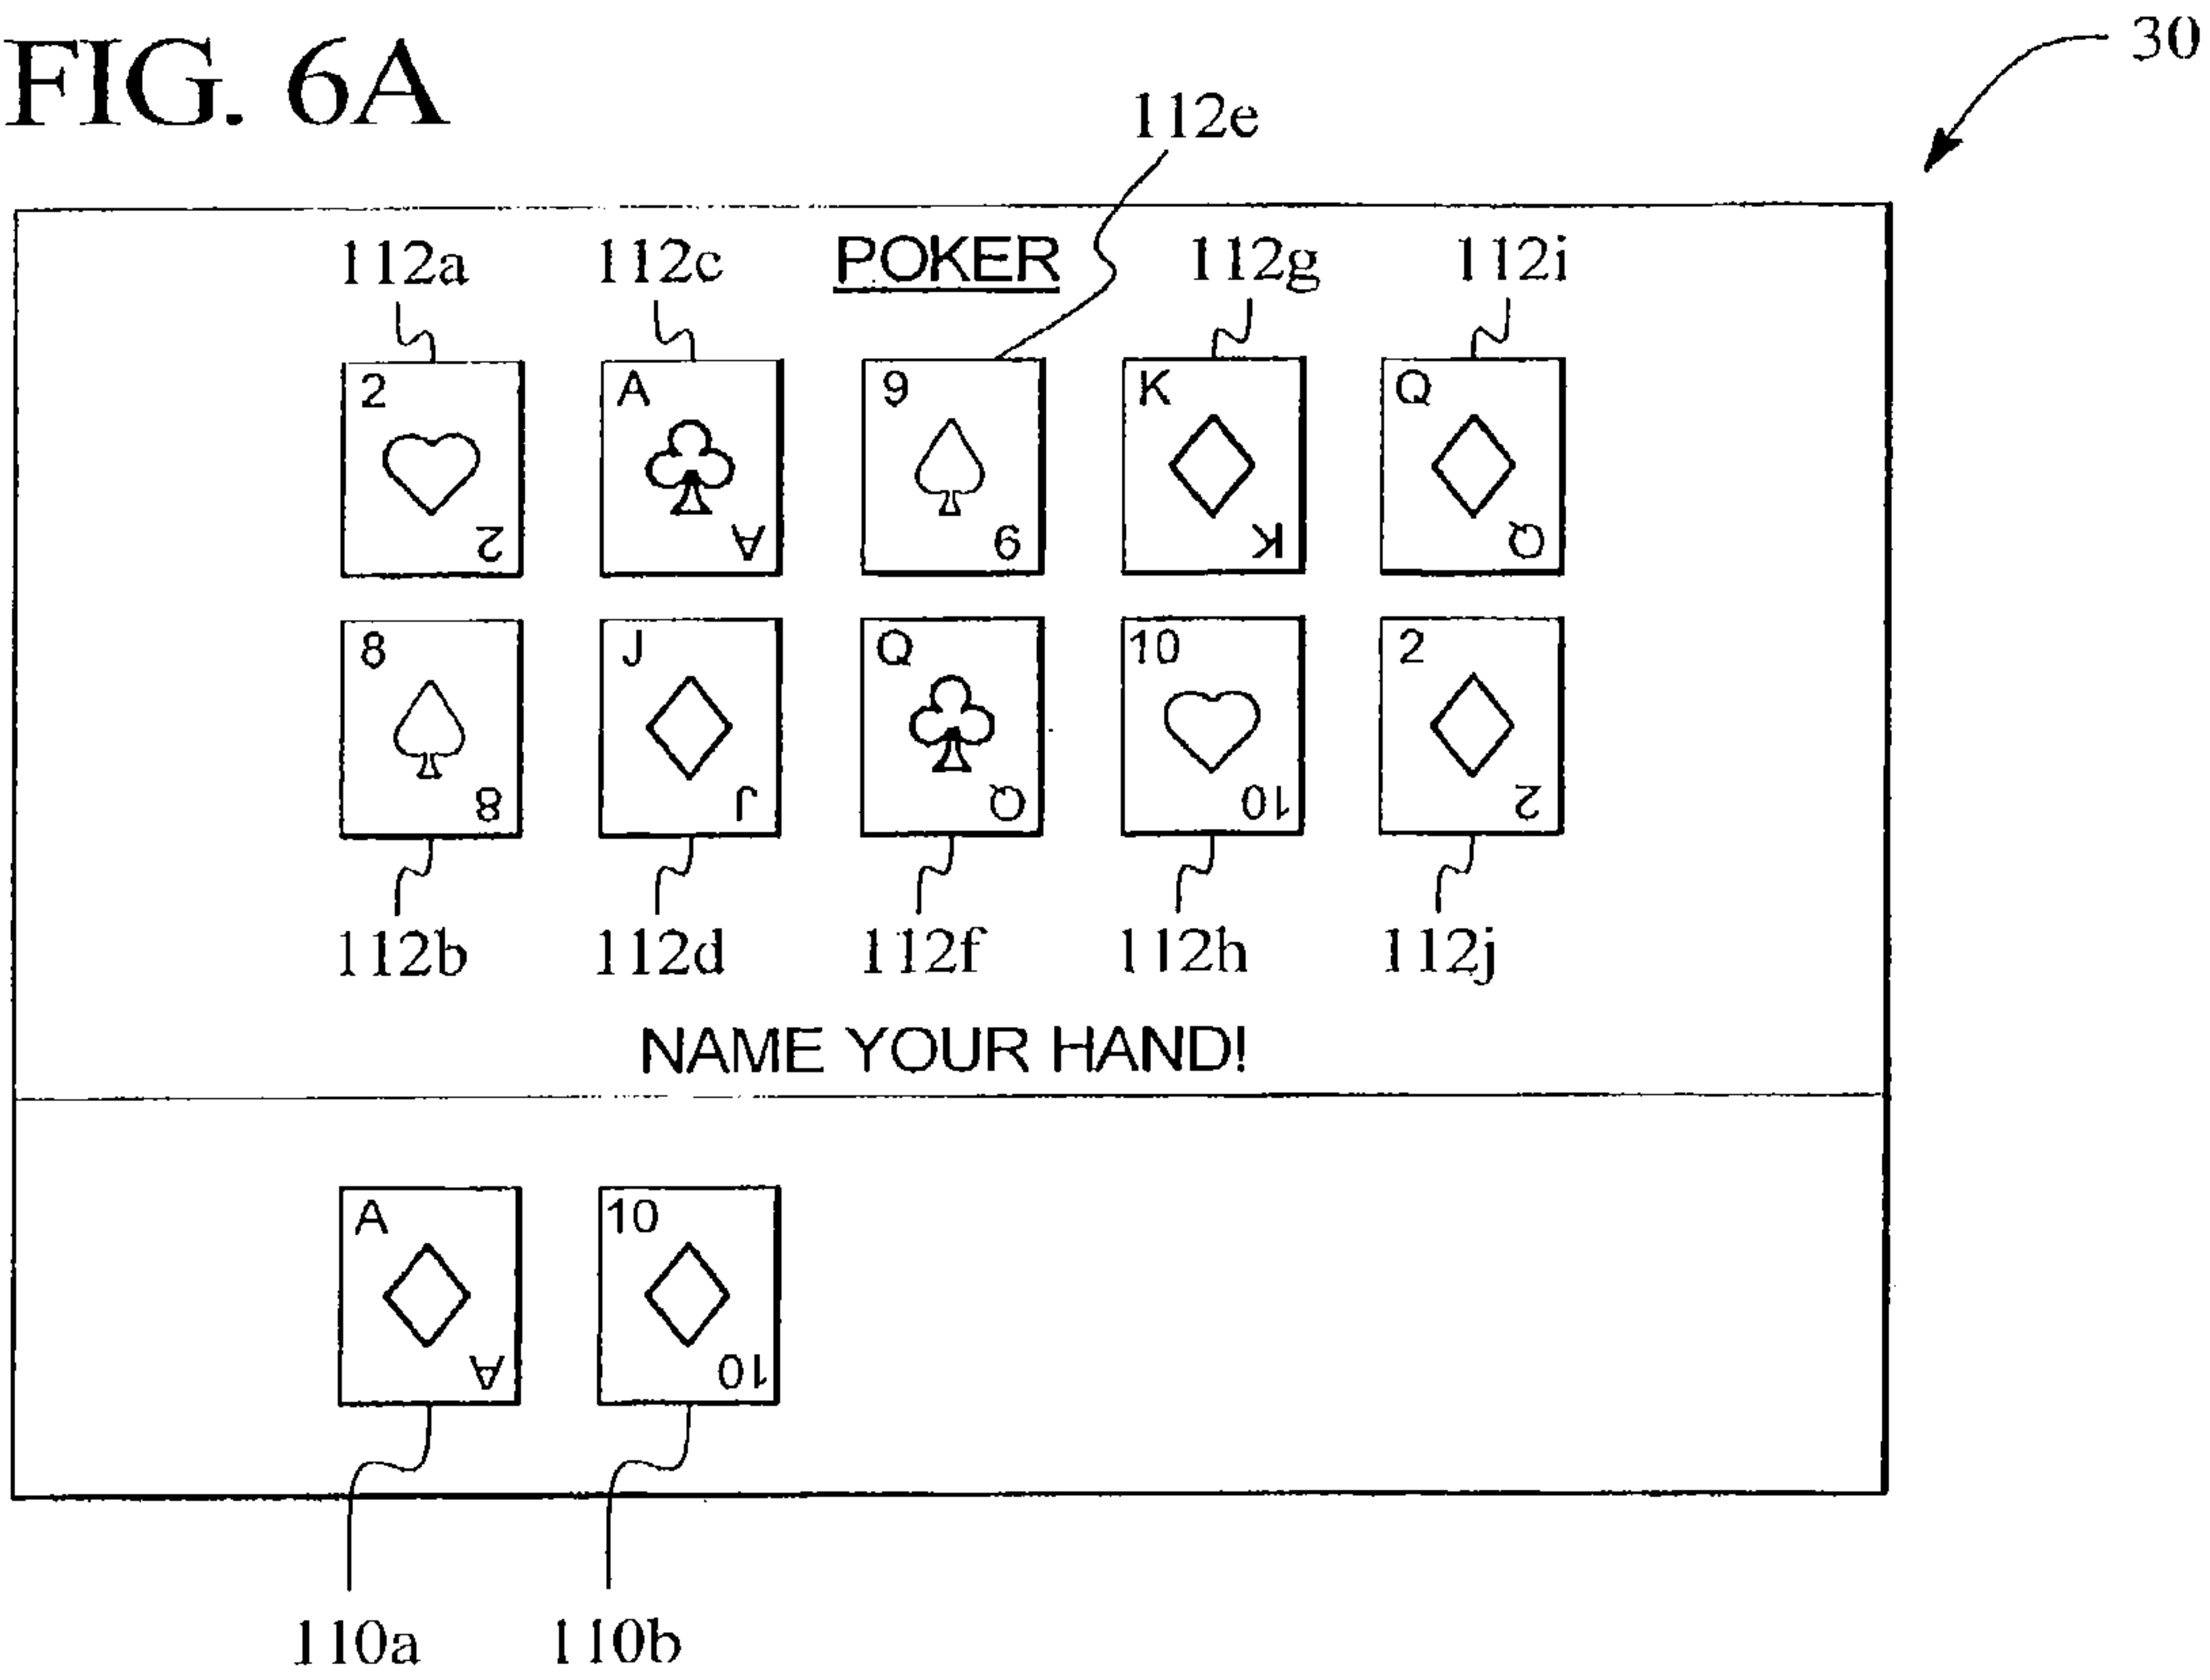 FIG. 6A
30
112e
112a 112c POKER 112g 112i
2 A 9 K Q
2 A 9 K Q
8 J Q 10 2
8 J Q 10 2
112b 112d 112f 112h 112j
NAME YOUR HAND!
A 10
A 10
110a 110b